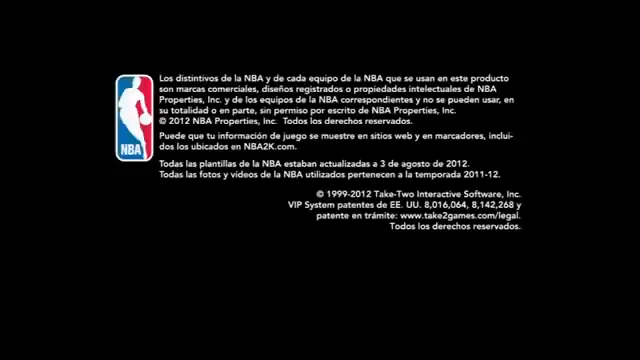 Los distintivos de la NBA y de cada equipo de la NBA que se usan en este producto
son marcas comerciales, diseños registrados o propiedades intelectuales de NBA
Properties, Inc. y de los equipos de la NBA correspondientes y no se pueden usar, en
su totalidad o en parte, sin permiso por escrito de NBA Properties, Inc.
© 2012 NBA Properties, Inc. Todos los derechos reservados.
NBA
Puede que tu información de juego se muestre en sitios web y en marcadores, inclui-
dos los ubicados en NBA2K.com.
Todas las plantillas de la NBA estaban actualizadas a 3 de agosto de 2012.
Todas las fotos y vídeos de la NBA utilizados pertenecen a la temporada 2011-12.
© 1999-2012 Take-Two Interactive Software, Inc.
VIP System patentes de EE. UU. 8,016,064, 8,142,268 y
patente en trámite: www.take2games.com/legal.
Todos los derechos reservados.